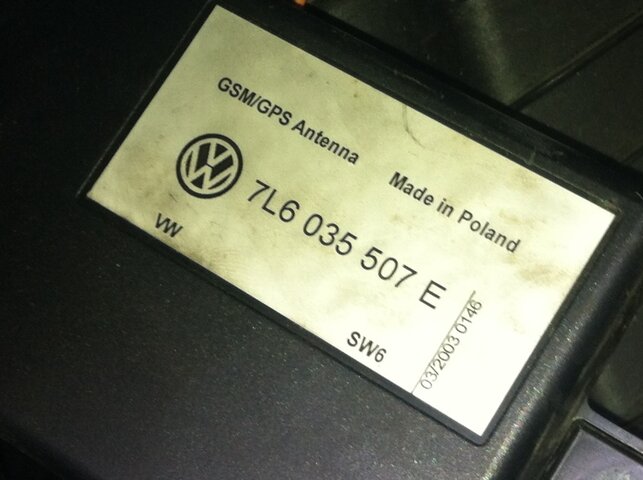 GSM/GPS Antenna
Made in Poland
7L6 035 507 E
VW
SW6
03/2003 0146